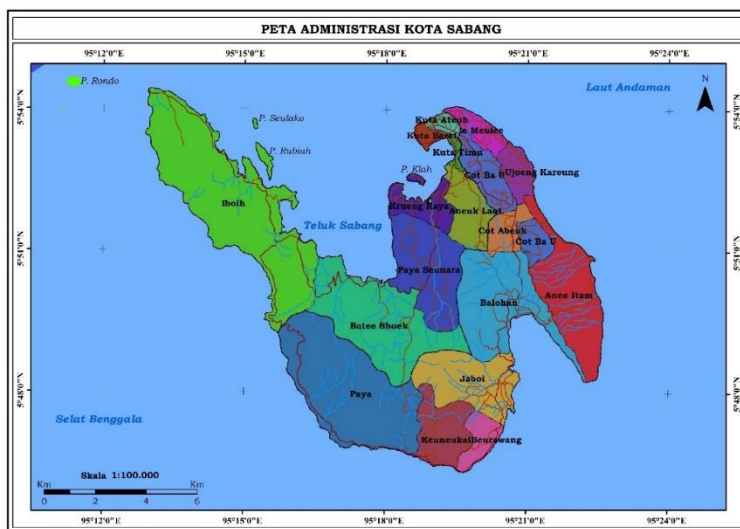 PETA ADMINISTRASI KOTA SABANG
95°12'0"E 95°15'0"E 95°18'0"E 95°21'0"E 95°24'0"E
P. Rondo
Laut Andaman
N
5°54'0"N
5°54'0"N
P. Seulako
Kuta Ateuh
Ie Meulee
Kuta Barat
P. Rubiah
Kuta Timu
P. Klah
Cot Ba U
Ujoeng Kareung
Iboih
Krueng Raya
Aneuk Laot
Teluk Sabang
Cot Abeuk
Cot Ba U
5°51'0"N
5°51'0"N
Paya Seunara
Anoe Itam
Balohan
Batee Shoek
Jaboi
Paya
5°48'0"N
5°48'0"N
Selat Benggala
Keuneukai
Beurawang
Skala 1:100.000
Km Km
0 2 4 6
95°12'0"E 95°15'0"E 95°18'0"E 95°21'0"E 95°24'0"E